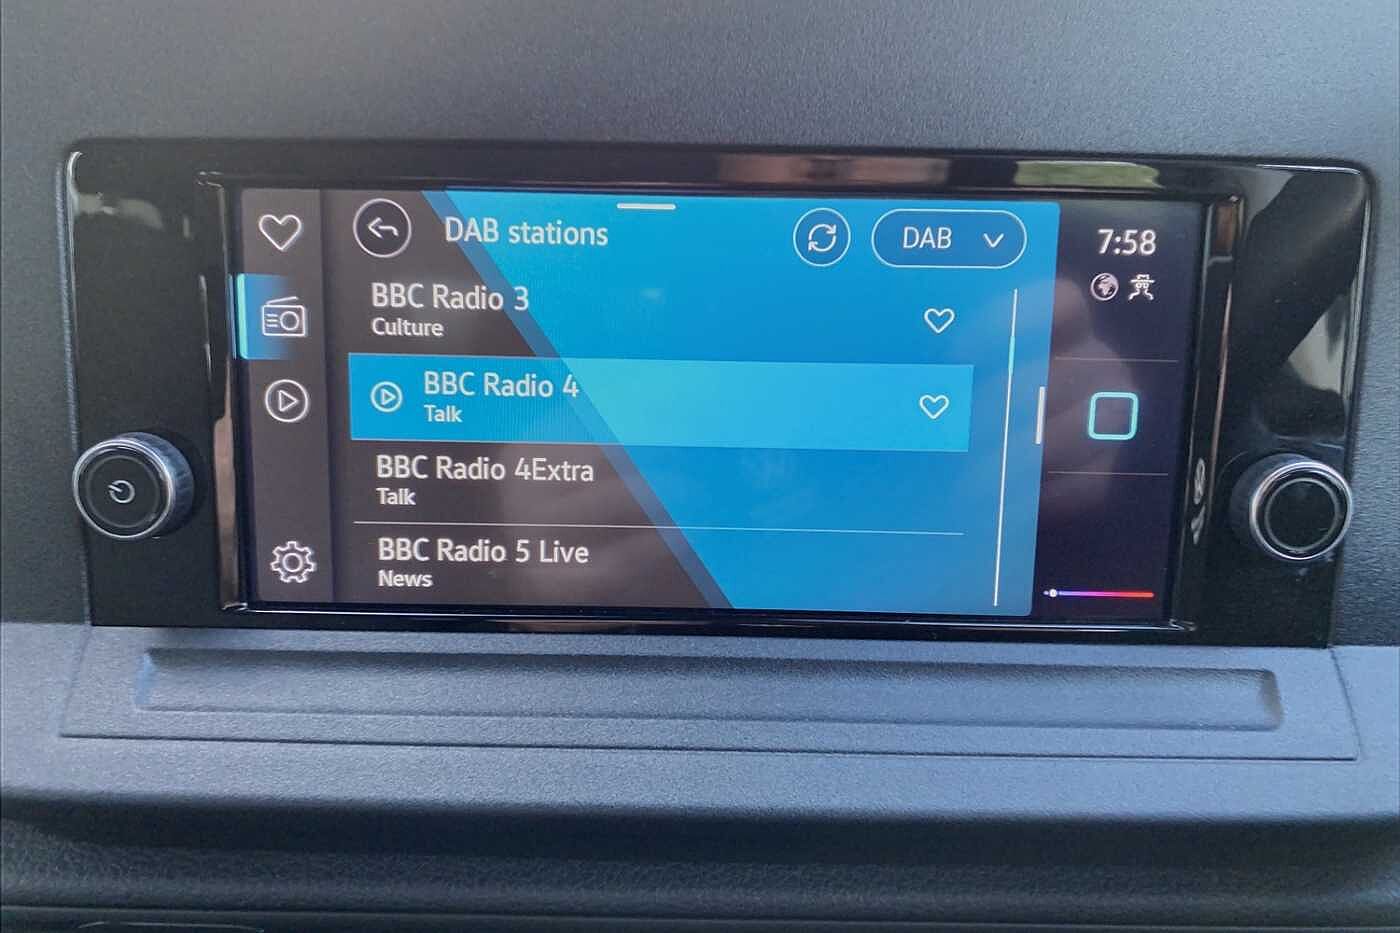 DAB stations
DAB
7:58
BBC Radio 3
Culture
BBC Radio 4
Talk
BBC Radio 4Extra
Talk
BBC Radio 5 Live
News